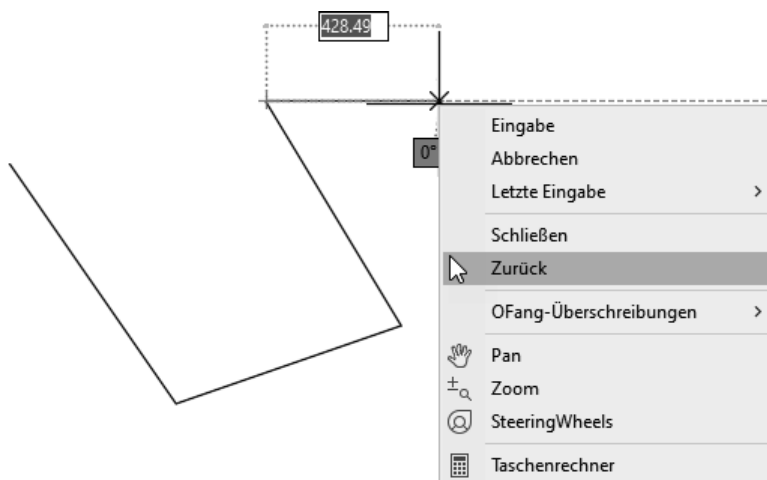 428.49
0°
Eingabe
Abbrechen
Letzte Eingabe
Schließen
Zurück
OFang-Überschreibungen
Pan
Zoom
SteeringWheels
Taschenrechner